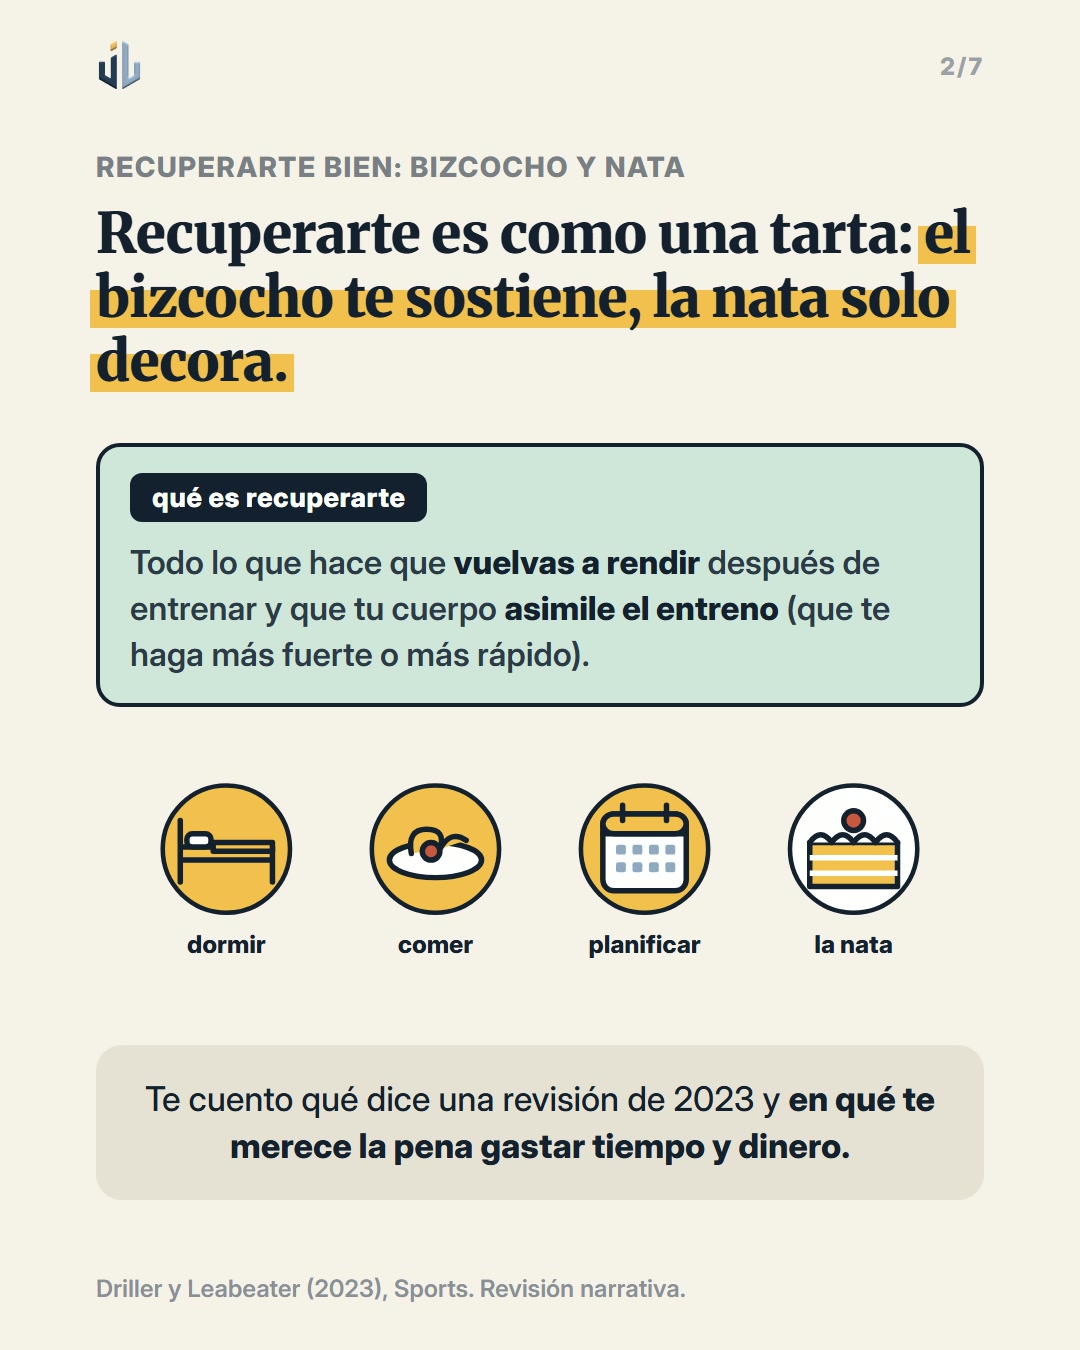 2/7
RECUPERARTE BIEN: BIZCOCHO Y NATA
Recuperarte es como una tarta: el
bizcocho te sostiene, la nata solo
decora.
qué es recuperarte
Todo lo que hace que vuelvas a rendir después de
entrenar y que tu cuerpo asimile el entreno (que te
haga más fuerte o más rápido).
dormir
comer
planificar
la nata
Te cuento qué dice una revisión de 2023 y en qué te
merece la pena gastar tiempo y dinero.
Driller y Leabeater (2023), Sports. Revisión narrativa.